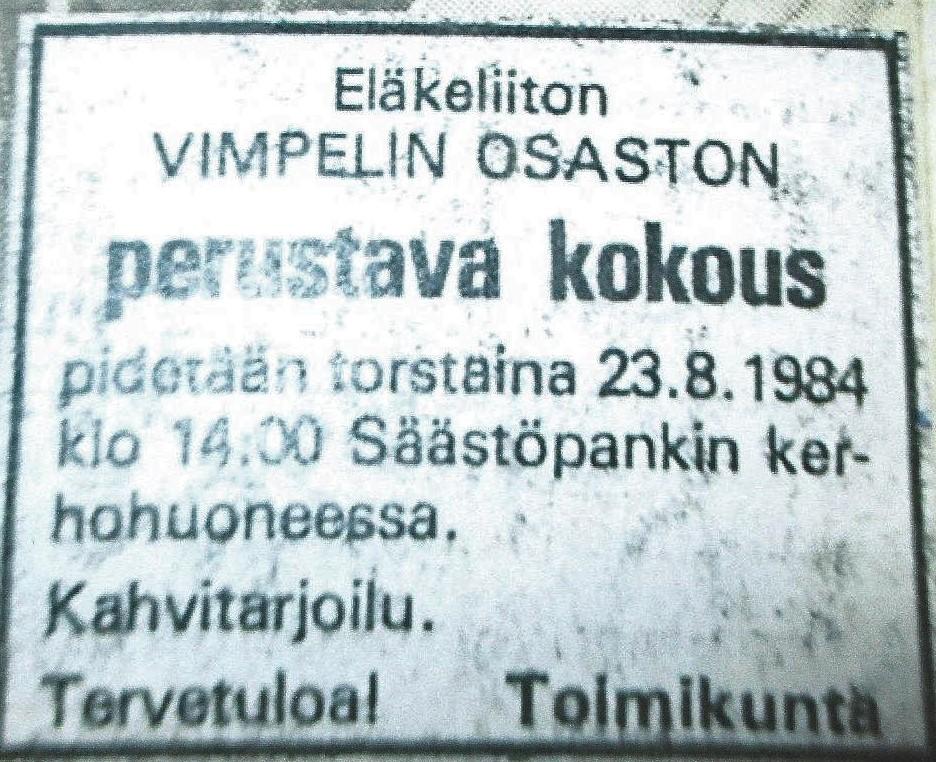 Eläkeliiton
VIMPELIN OSASTON
perustava kokous
pidetään torstaina 23.8.1984
klo 14.00 Säästöpankin ker-
hohuoneessa.
Kahvitarjoilu.
Tervetuloa! Toimikunta